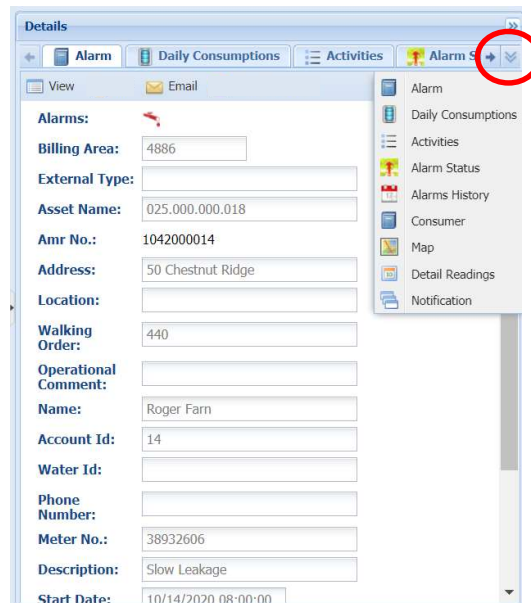 Details
Alarm Daily Consumptions Activities Alarm S
View Email
Alarm
Daily Consumptions
Activities
Alarm Status
Alarms History
Consumer
Map
Detail Readings
Notification
Alarms:
Billing Area: 4886
External Type:
Asset Name: 025.000.000.018
Amr No.: 1042000014
Address: 50 Chestnut Ridge
Location:
Walking
Order: 440
Operational
Comment:
Name: Roger Farn
Account Id: 14
Water Id:
Phone
Number:
Meter No.: 38932606
Description: Slow Leakage
Start Date: 10/14/2020 08:00:00